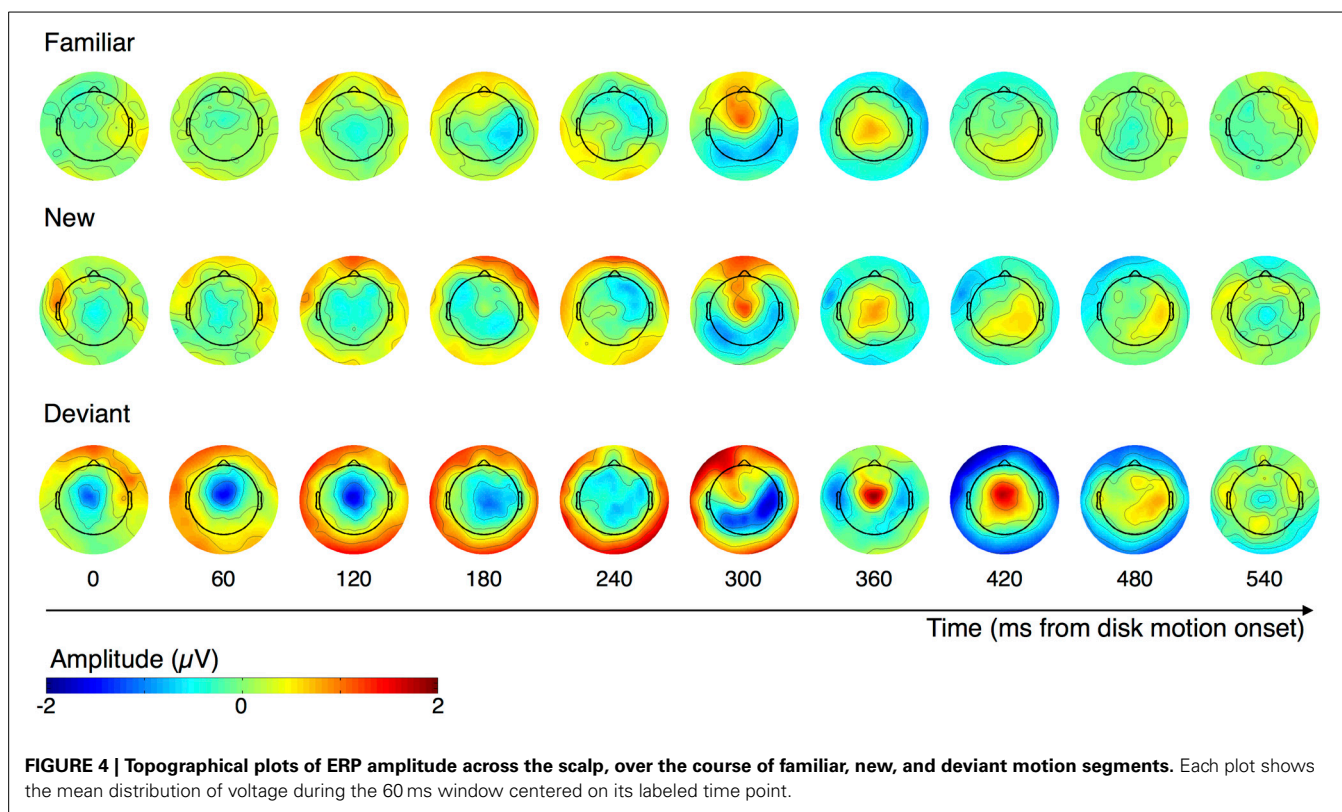 Familiar
New
Deviant
0 60 120 180 240 300 360 420 480 540
Time (ms from disk motion onset)
Amplitude (µV)
-2 0 2
FIGURE 4 | Topographical plots of ERP amplitude across the scalp, over the course of familiar, new, and deviant motion segments. Each plot shows
the mean distribution of voltage during the 60 ms window centered on its labeled time point.